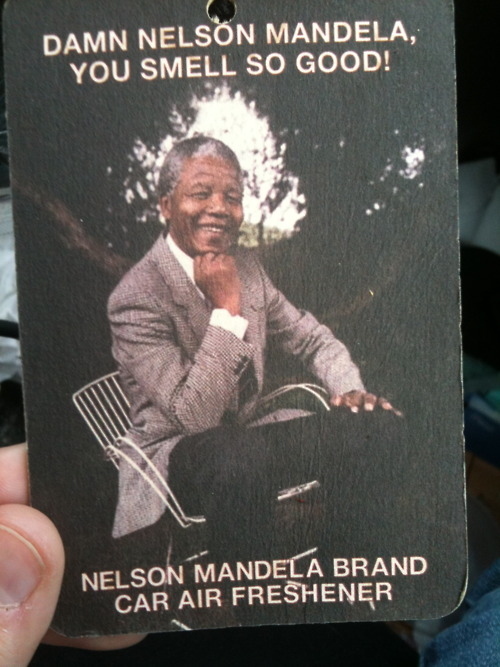 DAMN NELSON MANDELA,
YOU SMELL SO GOOD!
NELSON MANDELA BRAND
CAR AIR FRESHENER